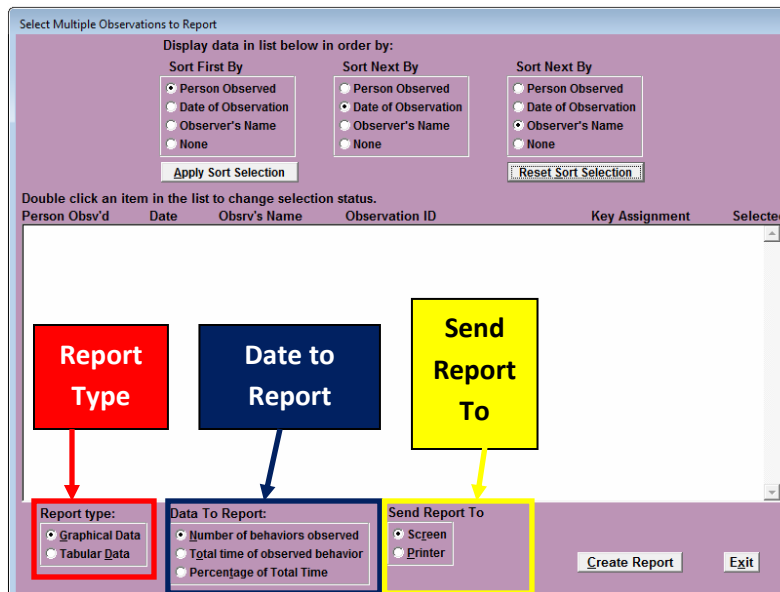 Select Multiple Observations to Report
Display data in list below in order by:
Sort First By Sort Next By Sort Next By
Person Observed Person Observed Person Observed
Date of Observation Date of Observation Date of Observation
Observer's Name Observer's Name Observer's Name
None None None
Apply Sort Selection Reset Sort Selection
Double click an item in the list to change selection status.
Person Obsv'd Date Obsrv's Name Observation ID Key Assignment Selected
Report
Type
Date to
Report
Send
Report
To
Report type: Data To Report: Send Report To
Graphical Data Number of behaviors observed Screen
Tabular Data Total time of observed behavior Printer
Percentage of Total Time
Create Report Exit